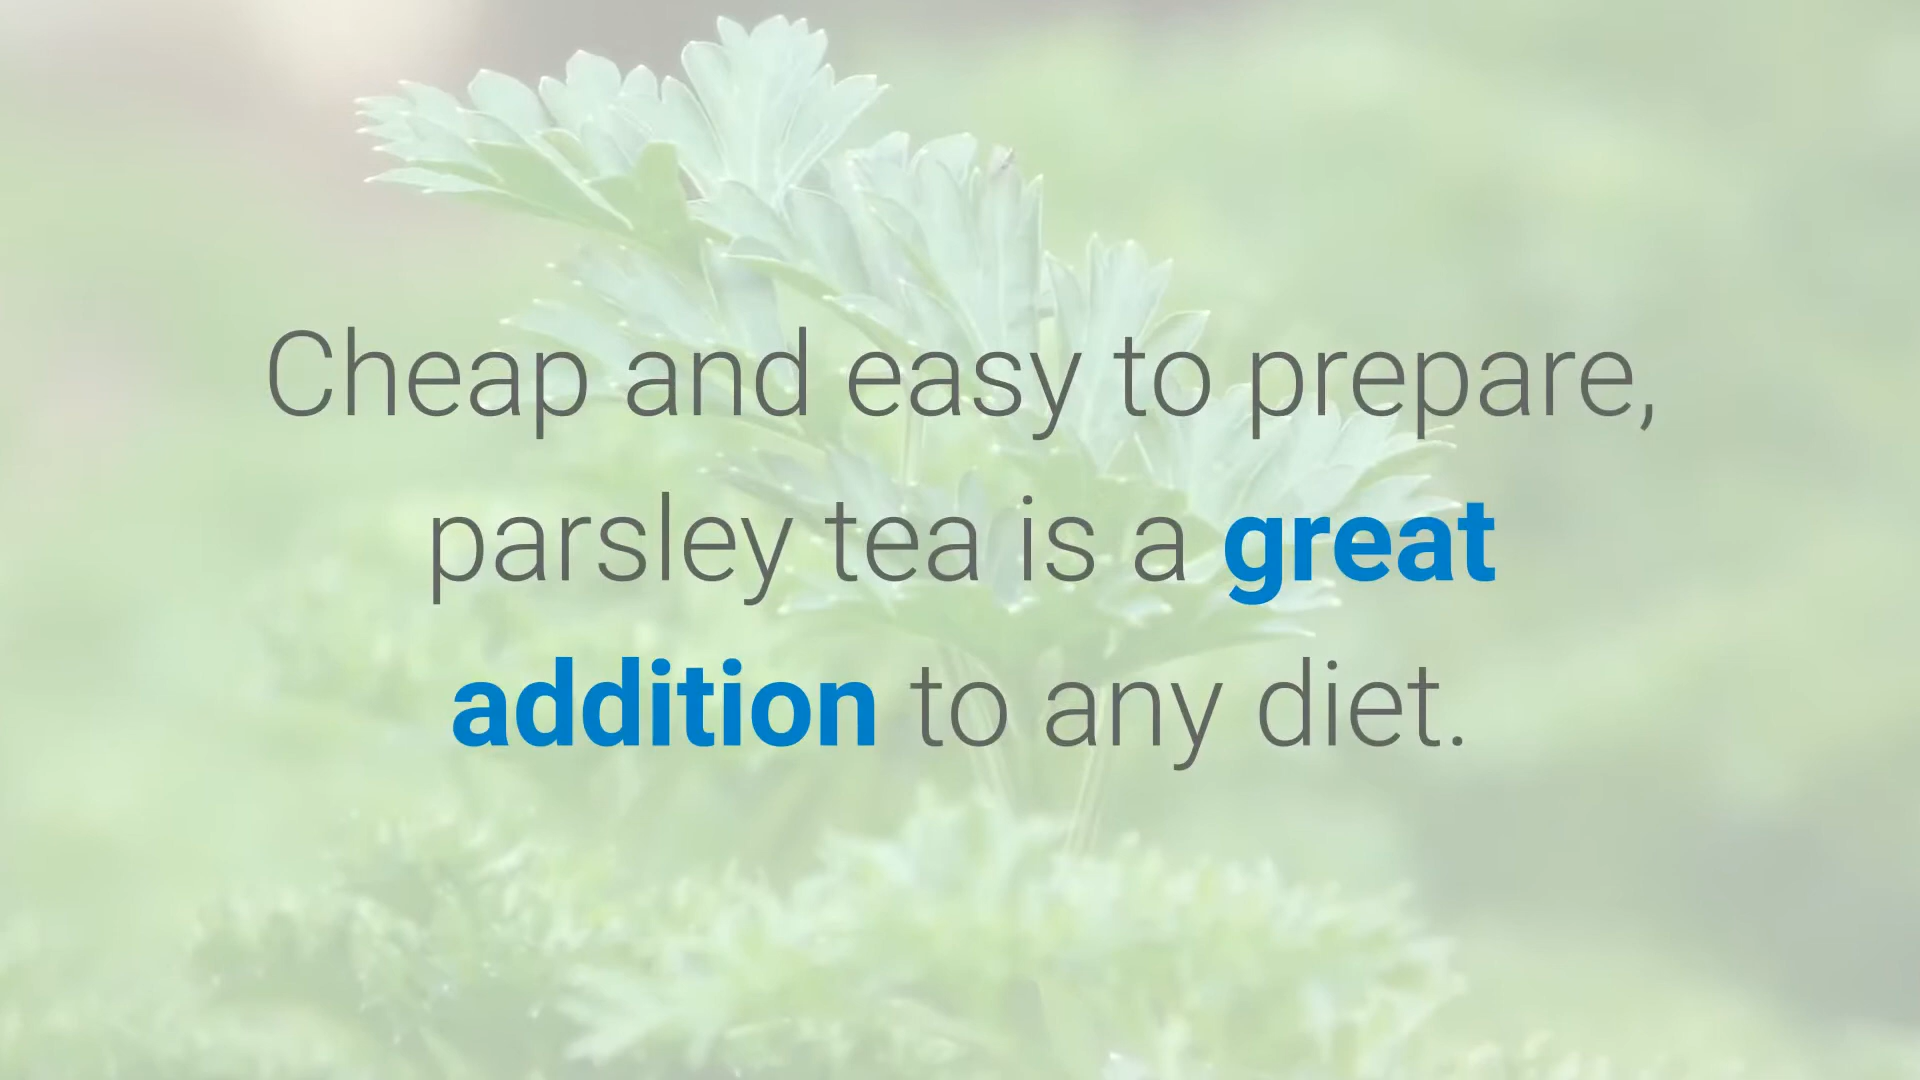 Cheap and easy to prepare,
parsley tea is a great
addition to any diet.